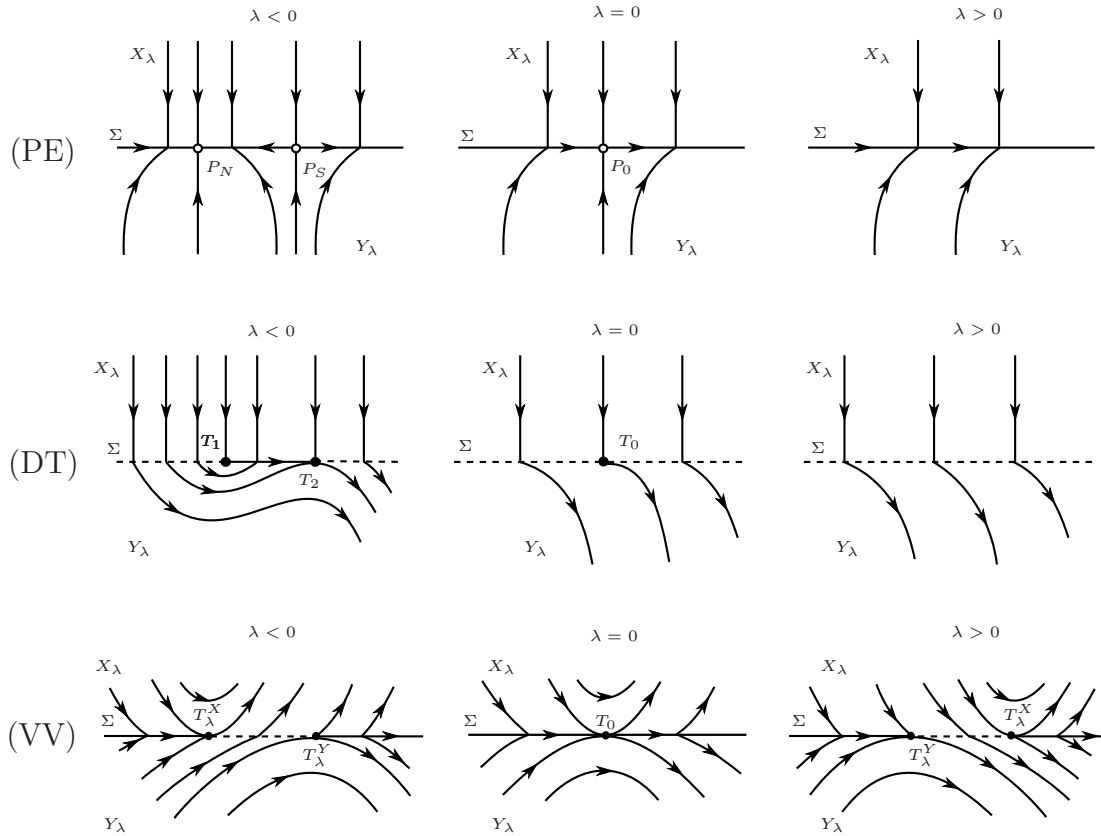 λ < 0 λ = 0 λ > 0
X_λ X_λ X_λ
(PE) Σ Σ Σ
P_N P_S P_0
Y_λ Y_λ Y_λ
λ < 0 λ = 0 λ > 0
X_λ X_λ X_λ
(DT) Σ T_1 Σ T_0 Σ
T_2
Y_λ Y_λ Y_λ
λ < 0 λ = 0 λ > 0
X_λ X_λ X_λ
(VV) Σ T_λ^X Σ T_0 Σ T_λ^X
T_λ^Y T_λ^Y
Y_λ Y_λ Y_λ